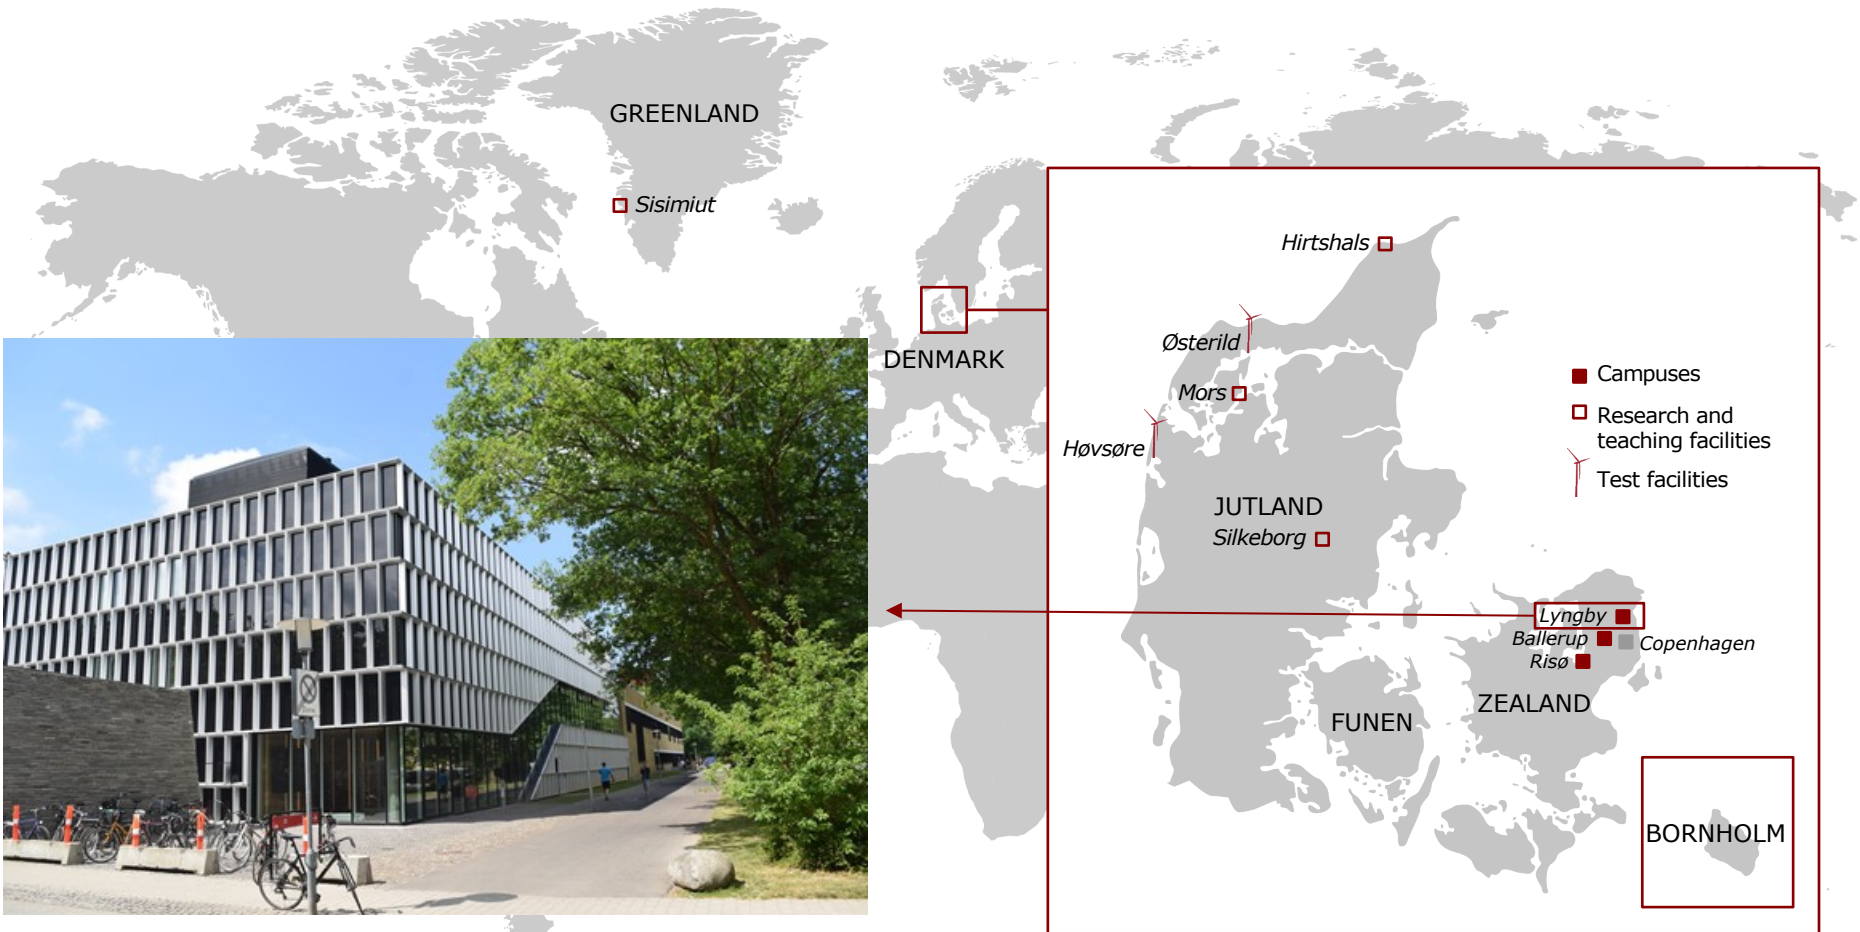 GREENLAND
Sisimiut
Hirtshals
Østerild
DENMARK
Mors
Høvsøre
Campuses
Research and
teaching facilities
Test facilities
JUTLAND
Silkeborg
Lyngby
Ballerup
Copenhagen
Risø
ZEALAND
FUNEN
BORNHOLM